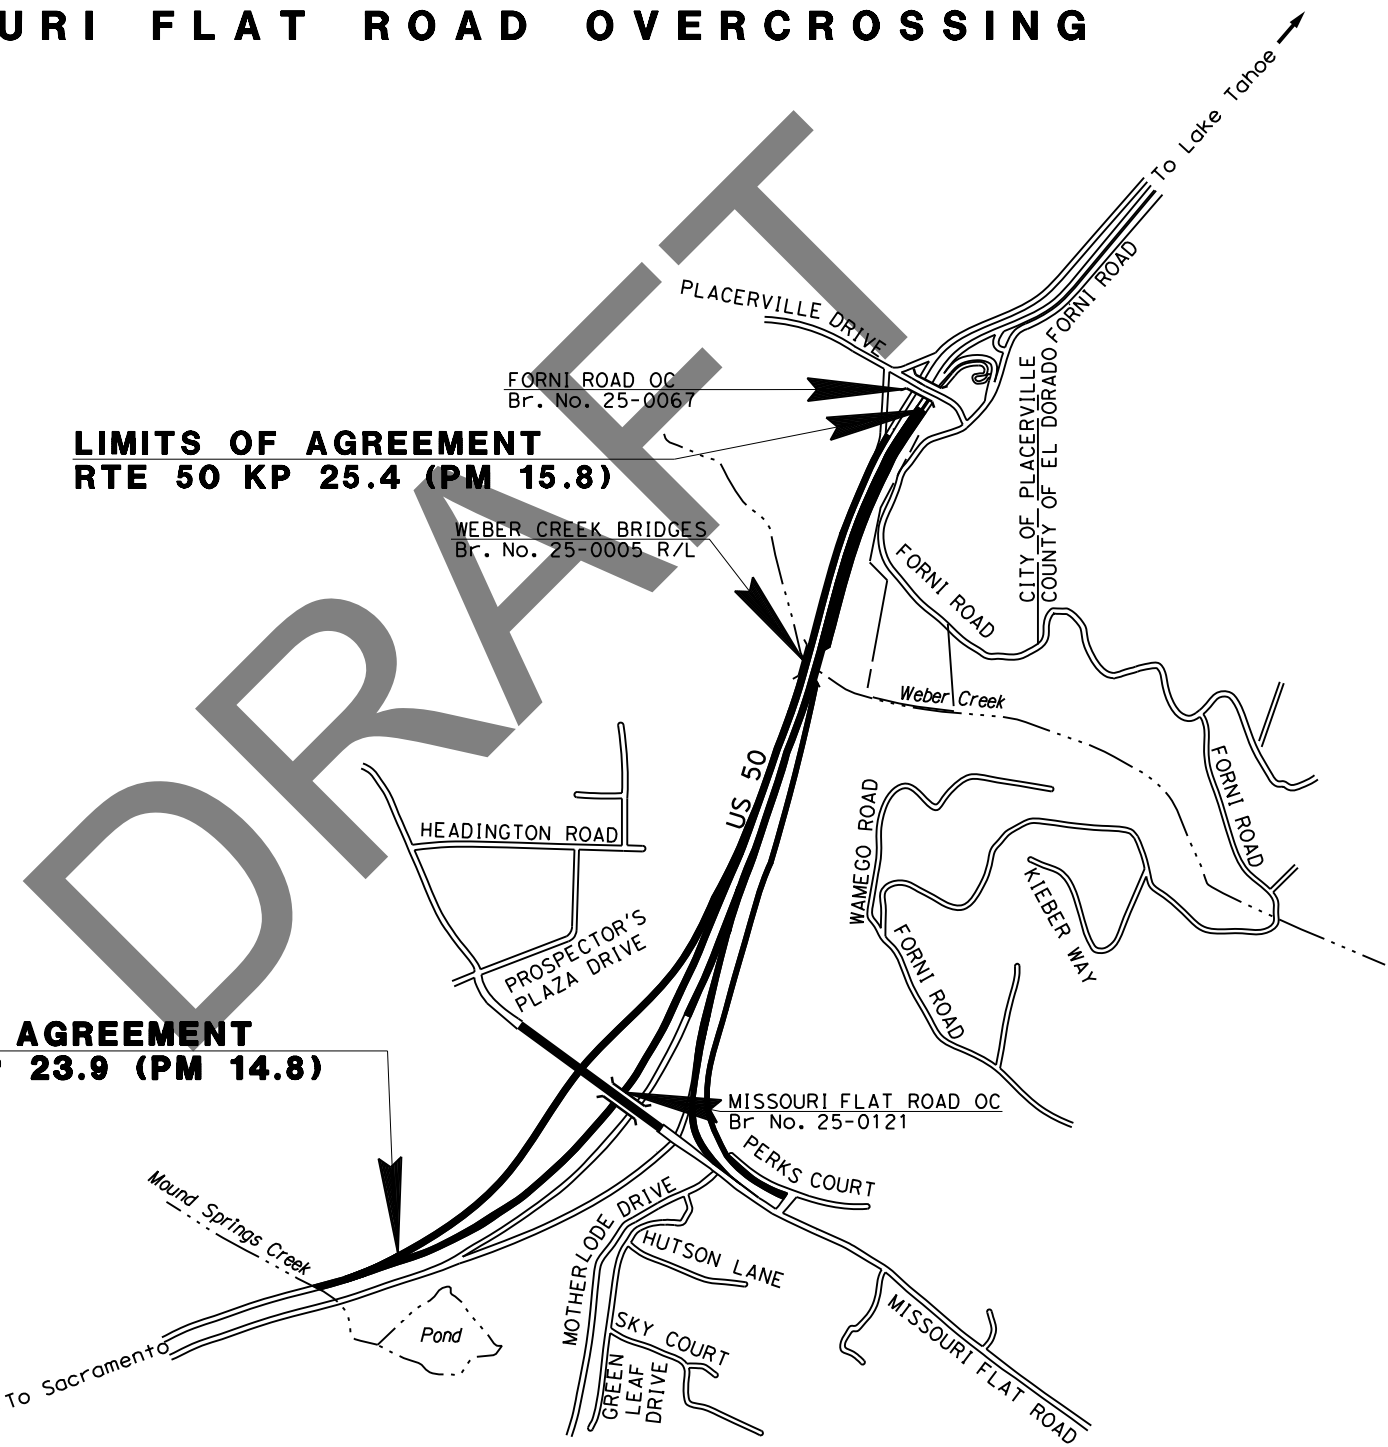 URI FLAT ROAD OVERCROSSING
To Lake Tahoe
FORNI ROAD
PLACERVILLE DRIVE
FORNI ROAD OC
Br. No. 25-0067
LIMITS OF AGREEMENT
RTE 50 KP 25.4 (PM 15.8)
CITY OF PLACERVILLE
COUNTY OF EL DORADO
WEBER CREEK BRIDGES
Br. No. 25-0005 R/L
FORNI ROAD
DRAFT
Weber Creek
US 50
FORNI ROAD
WAMEGO ROAD
HEADINGTON ROAD
KIEBER WAY
PROSPECTOR'S
PLAZA DRIVE
FORNI ROAD
AGREEMENT
23.9 (PM 14.8)
MISSOURI FLAT ROAD OC
Br No. 25-0121
PERKS COURT
Mound Springs Creek
MOTHERLODE DRIVE
HUTSON LANE
MISSOURI FLAT ROAD
Pond
SKY COURT
GREEN
LEAF
DRIVE
To Sacramento